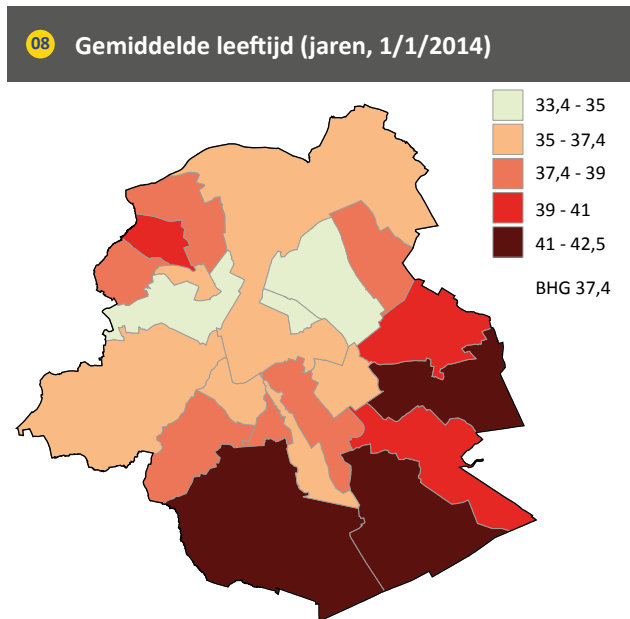 08 Gemiddelde leeftijd (jaren, 1/1/2014)
33,4 - 35
35 - 37,4
37,4 - 39
39 - 41
41 - 42,5
BHG 37,4